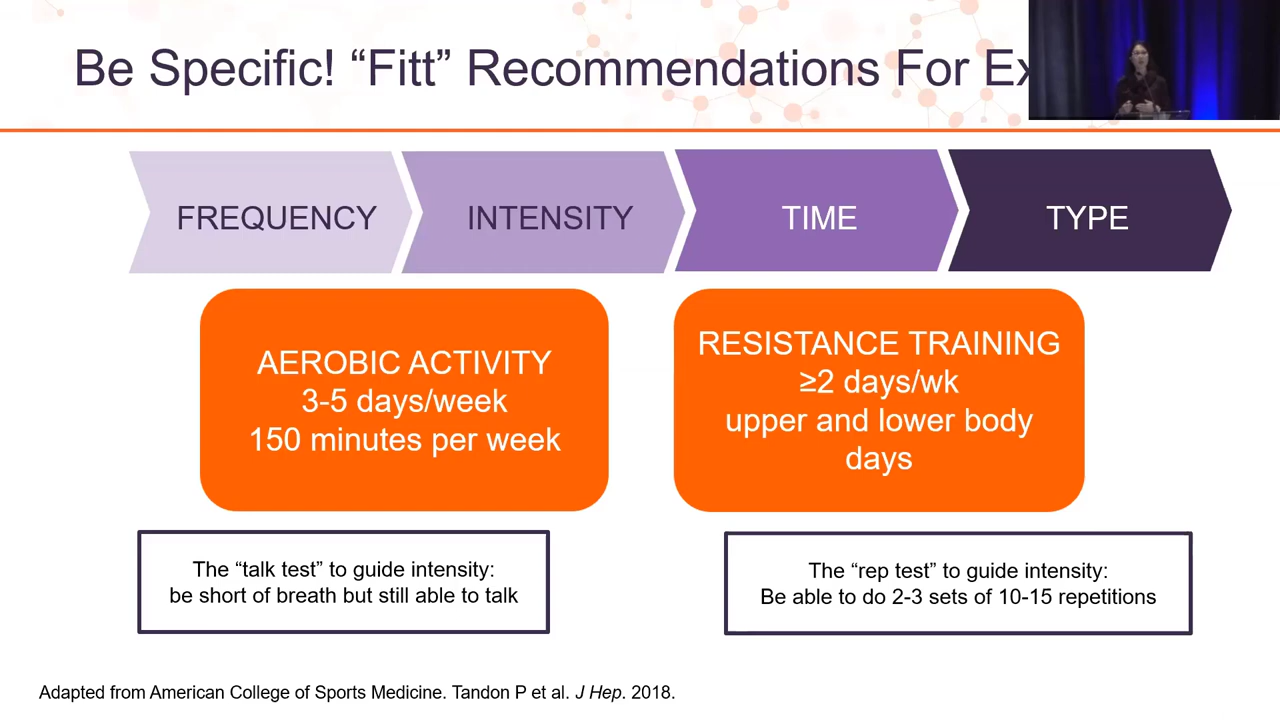 Be Specific! “Fitt” Recommendations For Ex
FREQUENCY
INTENSITY
TIME
TYPE
AEROBIC ACTIVITY
3-5 days/week
150 minutes per week
RESISTANCE TRAINING
≥2 days/wk
upper and lower body
days
The “talk test” to guide intensity:
be short of breath but still able to talk
The “rep test” to guide intensity:
Be able to do 2-3 sets of 10-15 repetitions
Adapted from American College of Sports Medicine. Tandon P et al. J Hep. 2018.